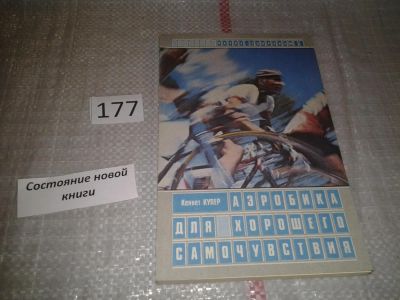 177
Состояние новой
книги
Кеннет КУПЕР АЭРОБИКА
ДЛЯ ХОРОШЕГО
САМОЧУВСТВИЯ